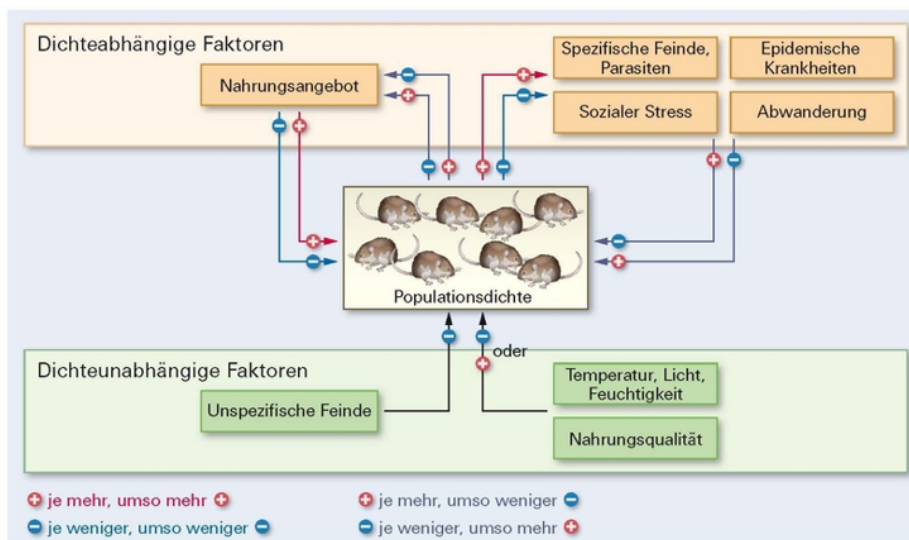 Dichteabhängige Faktoren
Nahrungsangebot
Spezifische Feinde,
Parasiten
Epidemische
Krankheiten
Sozialer Stress
Abwanderung
Populationsdichte
oder
Dichteunabhängige Faktoren
Unspezifische Feinde
Temperatur, Licht,
Feuchtigkeit
Nahrungsqualität
+ je mehr, umso mehr +
+ je mehr, umso weniger −
− je weniger, umso weniger −
− je weniger, umso mehr +